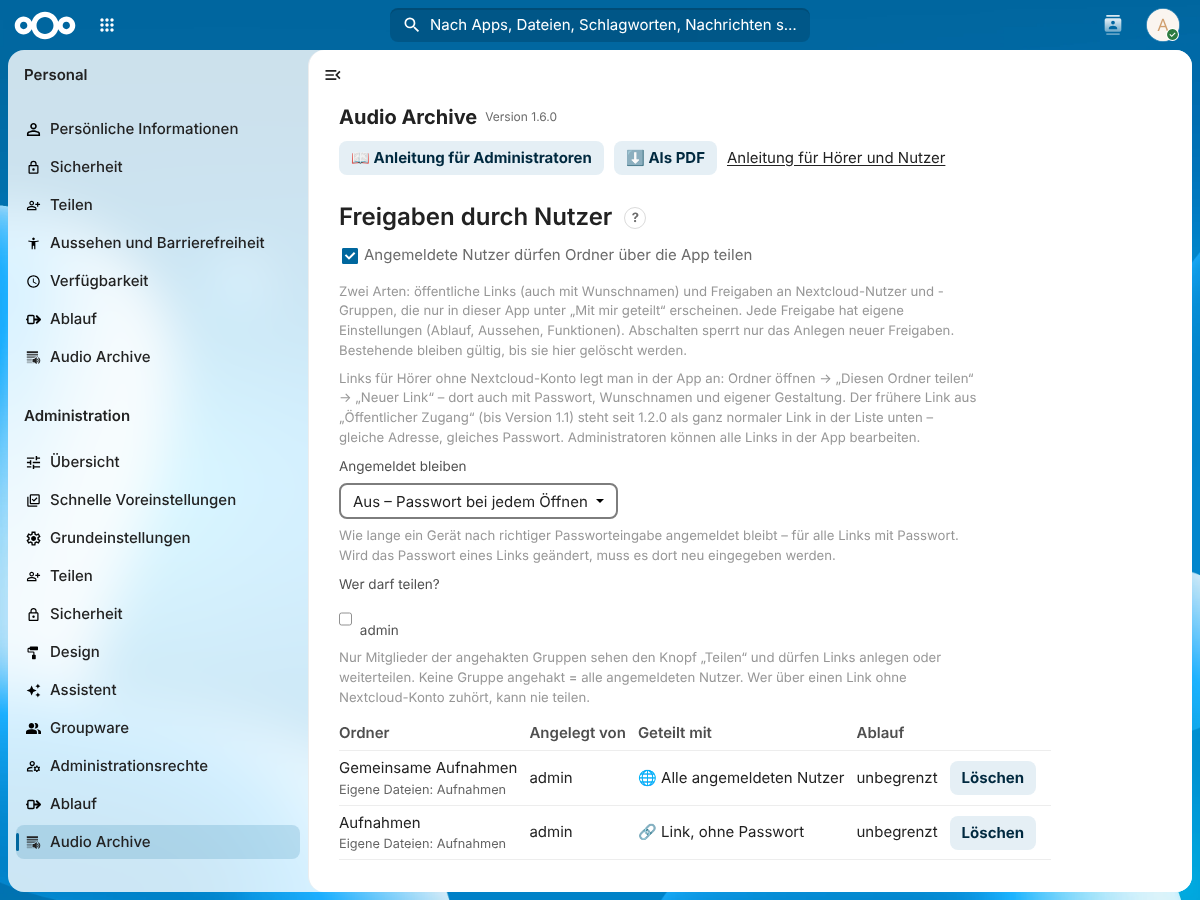 Nach Apps, Dateien, Schlagworten, Nachrichten s...
A
Personal
Persönliche Informationen
Sicherheit
Teilen
Aussehen und Barrierefreiheit
Verfügbarkeit
Ablauf
Audio Archive
Administration
Übersicht
Schnelle Voreinstellungen
Grundeinstellungen
Teilen
Sicherheit
Design
Assistent
Groupware
Administrationsrechte
Ablauf
Audio Archive
Audio Archive Version 1.6.0
📖 Anleitung für Administratoren ⬇️ Als PDF Anleitung für Hörer und Nutzer
Freigaben durch Nutzer ?
Angemeldete Nutzer dürfen Ordner über die App teilen
Zwei Arten: öffentliche Links (auch mit Wunschnamen) und Freigaben an Nextcloud-Nutzer und -
Gruppen, die nur in dieser App unter „Mit mir geteilt“ erscheinen. Jede Freigabe hat eigene
Einstellungen (Ablauf, Aussehen, Funktionen). Abschalten sperrt nur das Anlegen neuer Freigaben.
Bestehende bleiben gültig, bis sie hier gelöscht werden.
Links für Hörer ohne Nextcloud-Konto legt man in der App an: Ordner öffnen → „Diesen Ordner teilen“
→ „Neuer Link“ – dort auch mit Passwort, Wunschnamen und eigener Gestaltung. Der frühere Link aus
„Öffentlicher Zugang“ (bis Version 1.1) steht seit 1.2.0 als ganz normaler Link in der Liste unten –
gleiche Adresse, gleiches Passwort. Administratoren können alle Links in der App bearbeiten.
Angemeldet bleiben
Aus – Passwort bei jedem Öffnen
Wie lange ein Gerät nach richtiger Passworteingabe angemeldet bleibt – für alle Links mit Passwort.
Wird das Passwort eines Links geändert, muss es dort neu eingegeben werden.
Wer darf teilen?
admin
Nur Mitglieder der angehakten Gruppen sehen den Knopf „Teilen“ und dürfen Links anlegen oder
weiterteilen. Keine Gruppe angehakt = alle angemeldeten Nutzer. Wer über einen Link ohne
Nextcloud-Konto zuhört, kann nie teilen.
Ordner Angelegt von Geteilt mit Ablauf
Gemeinsame Aufnahmen admin 🌐 Alle angemeldeten Nutzer unbegrenzt Löschen
Eigene Dateien: Aufnahmen
Aufnahmen admin 🔗 Link, ohne Passwort unbegrenzt Löschen
Eigene Dateien: Aufnahmen